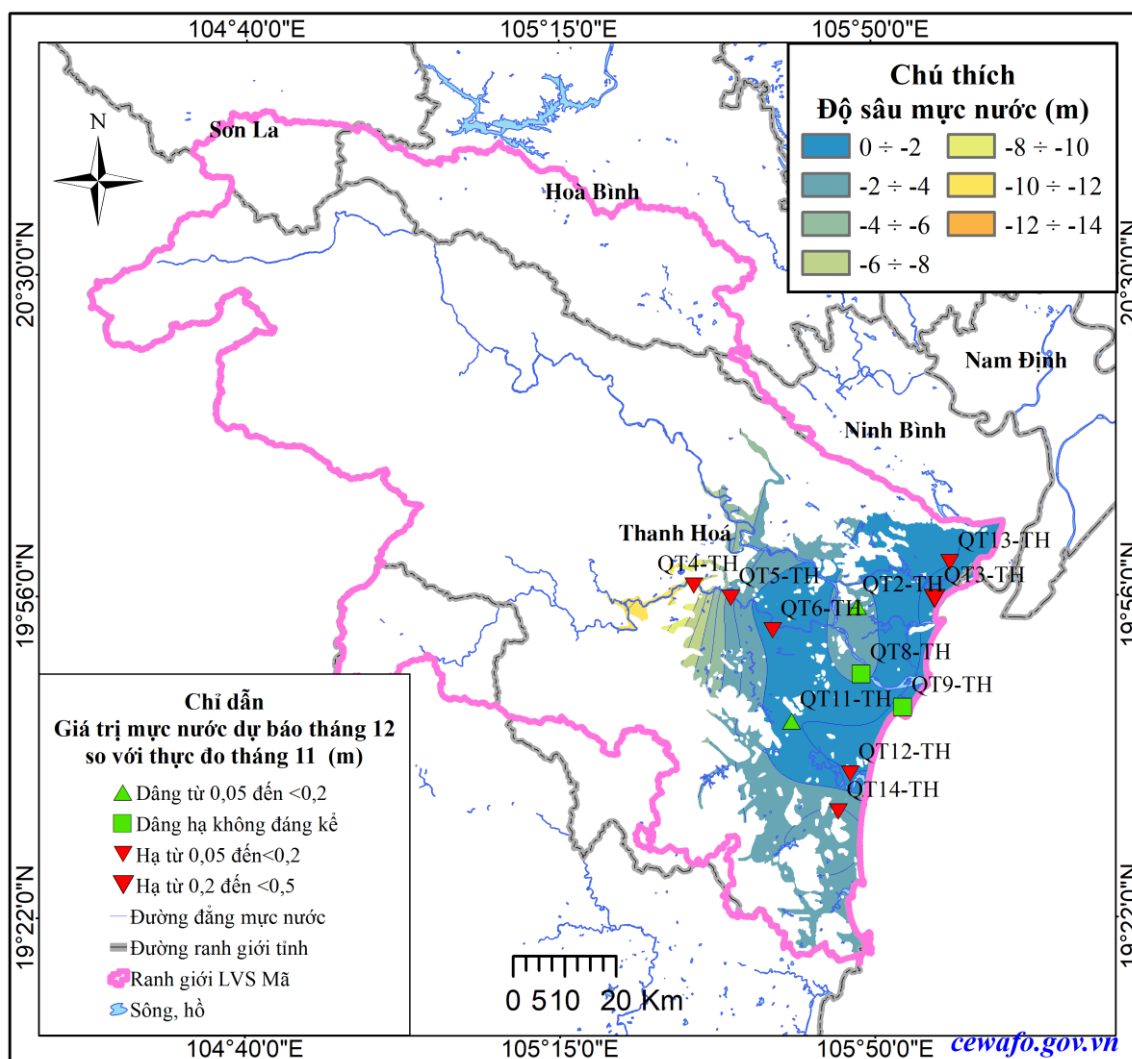 104°40'0"E
105°15'0"E
105°50'0"E
Chú thích
Độ sâu mực nước (m)
0 ÷ -2
-8 ÷ -10
-2 ÷ -4
-10 ÷ -12
-4 ÷ -6
-12 ÷ -14
-6 ÷ -8
N
Sơn La
Hoà Bình
20°30'0"N
20°30'0"N
Nam Định
Ninh Bình
Thanh Hoá
QT13-TH
QT4-TH
QT5-TH
QT2-TH
QT3-TH
19°56'0"N
19°56'0"N
QT6-TH
QT8-TH
QT9-TH
QT11-TH
QT12-TH
QT14-TH
Chỉ dẫn
Giá trị mực nước dự báo tháng 12
so với thực đo tháng 11 (m)
Dâng từ 0,05 đến <0,2
Dâng hạ không đáng kể
Hạ từ 0,05 đến<0,2
Hạ từ 0,2 đến <0,5
Đường đẳng mực nước
Đường ranh giới tỉnh
Ranh giới LVS Mã
Sông, hồ
19°22'0"N
19°22'0"N
0 510 20 Km
cewafo.gov.vn
104°40'0"E
105°15'0"E
105°50'0"E